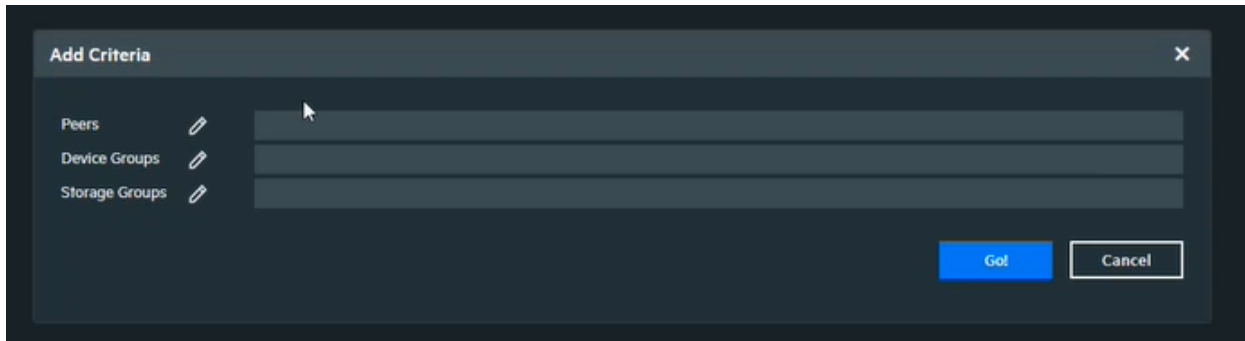 Add Criteria
Peers
Device Groups
Storage Groups
Go! Cancel